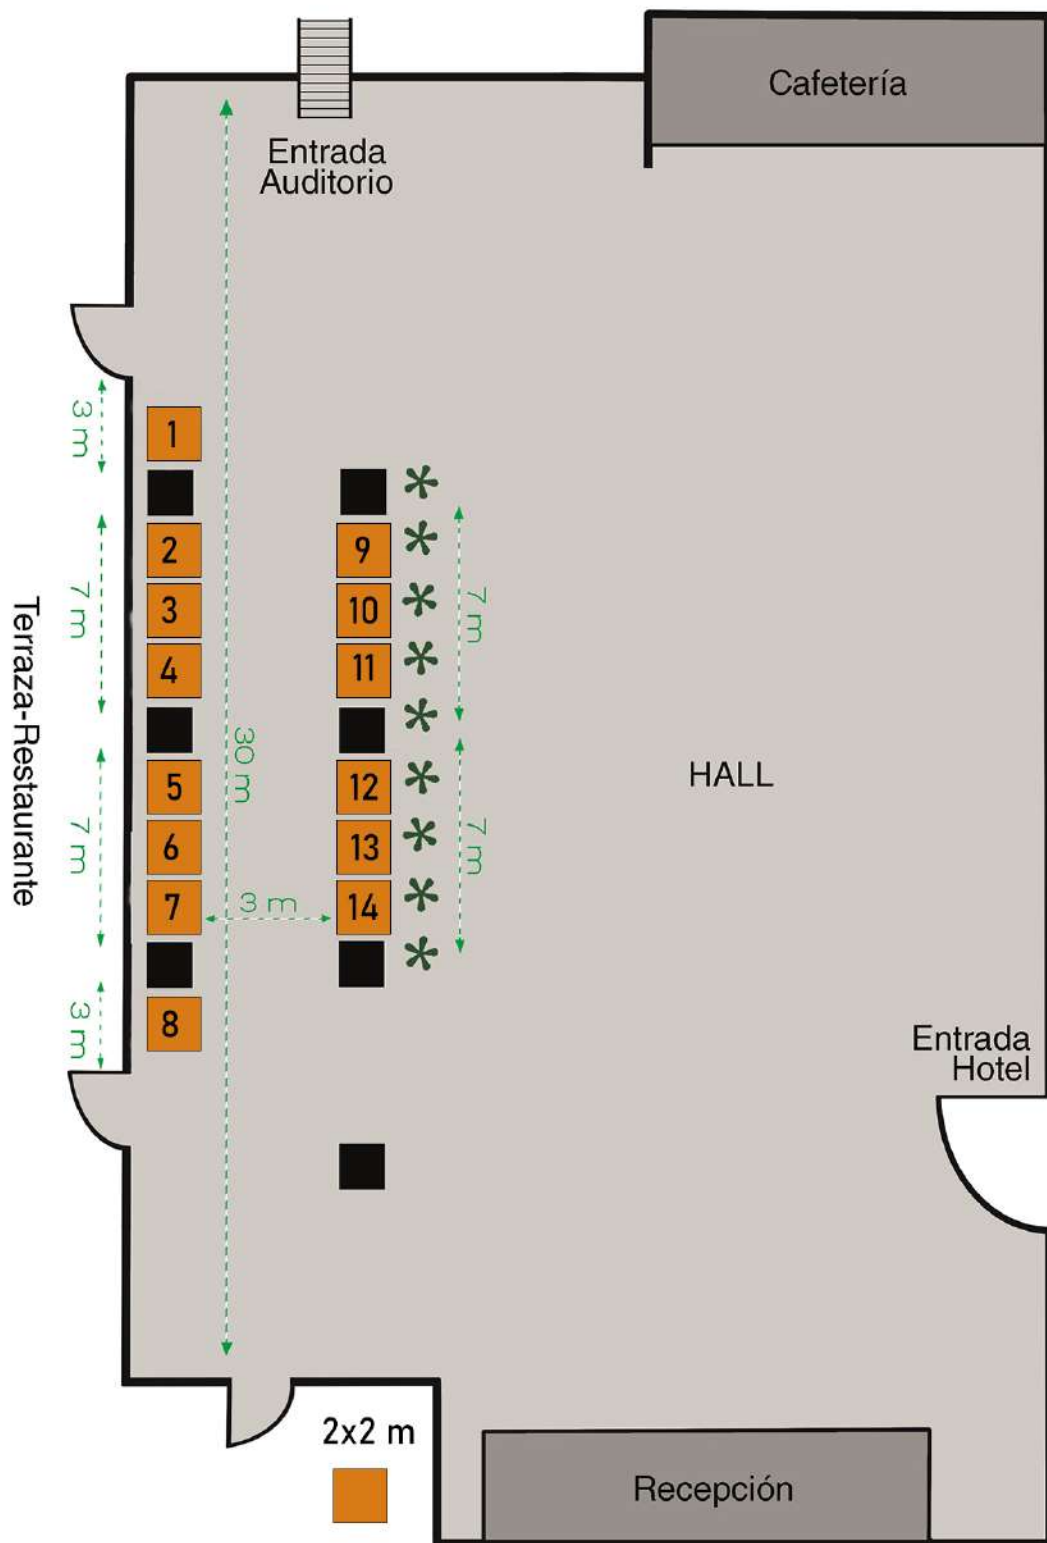 Cafetería
Entrada
Auditorio
3 m
1
2
9
7 m
3
10
7 m
4
11
Terraza-Restaurante
30 m
HALL
5
12
7 m
6
13
7 m
7
3 m
14
3 m
8
Entrada
Hotel
2x2 m
Recepción